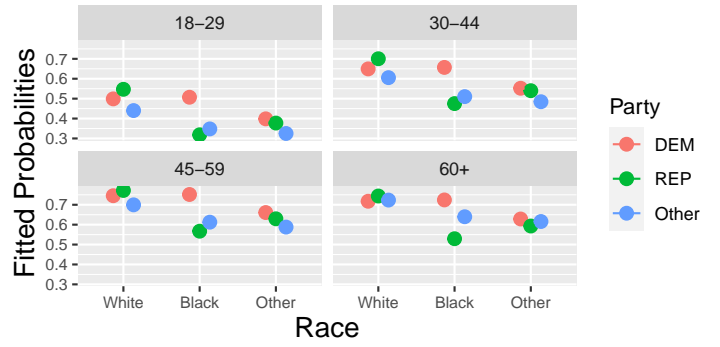 18−29
30−44
0.7
0.6
0.5
0.4
0.3
45−59
60+
0.7
0.6
0.5
0.4
0.3
White
Black
Other
White
Black
Other
Fitted Probabilities
Race
Party
DEM
REP
Other